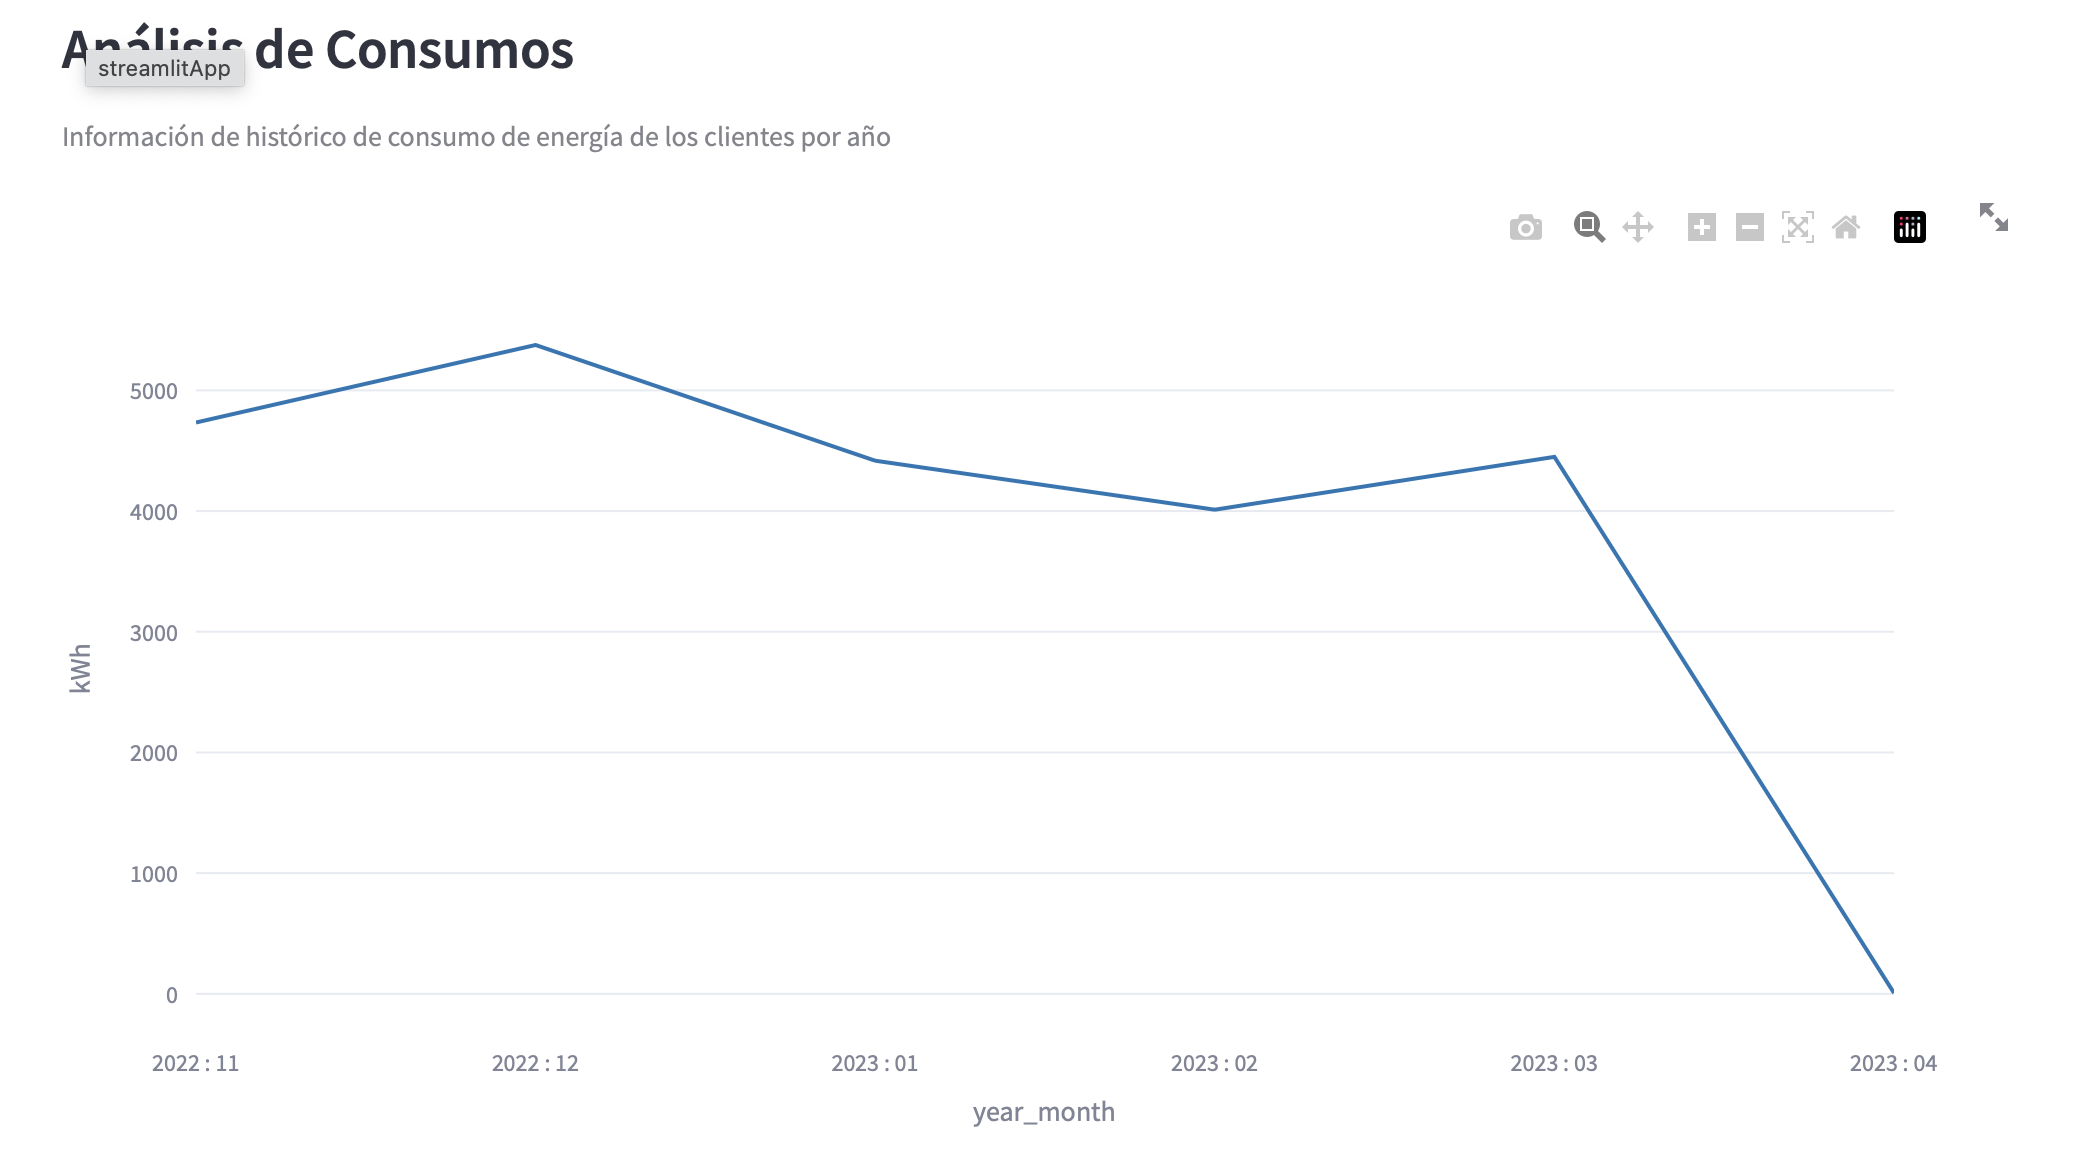 Análisis de Consumos
streamlitApp
Información de histórico de consumo de energía de los clientes por año
5000
4000
3000
2000
1000
0
kWh
2022 : 11
2022 : 12
2023 : 01
2023 : 02
2023 : 03
2023 : 04
year_month